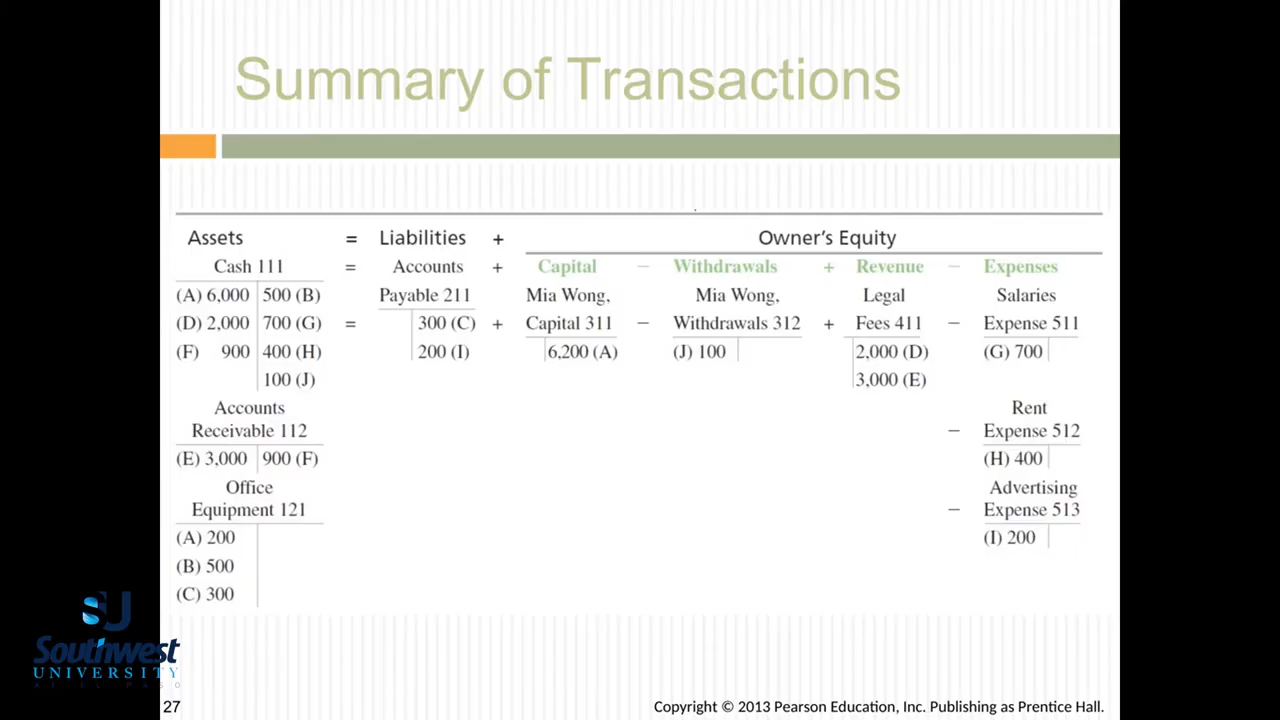 Summary of Transactions
Assets = Liabilities + Owner's Equity
Cash 111 = Accounts + Capital − Withdrawals + Revenue − Expenses
(A) 6,000 500 (B) Payable 211 Mia Wong, Mia Wong, Legal Salaries
(D) 2,000 700 (G) = 300 (C) + Capital 311 − Withdrawals 312 + Fees 411 − Expense 511
(F) 900 400 (H) 200 (I) 6,200 (A) (J) 100 2,000 (D) (G) 700
100 (J) 3,000 (E)
Accounts Rent
Receivable 112 − Expense 512
(E) 3,000 900 (F) (H) 400
Office Advertising
Equipment 121 − Expense 513
(A) 200 (I) 200
(B) 500
(C) 300
SU
Southwest
UNIVERSITY
AT EL PASO
27 Copyright © 2013 Pearson Education, Inc. Publishing as Prentice Hall.